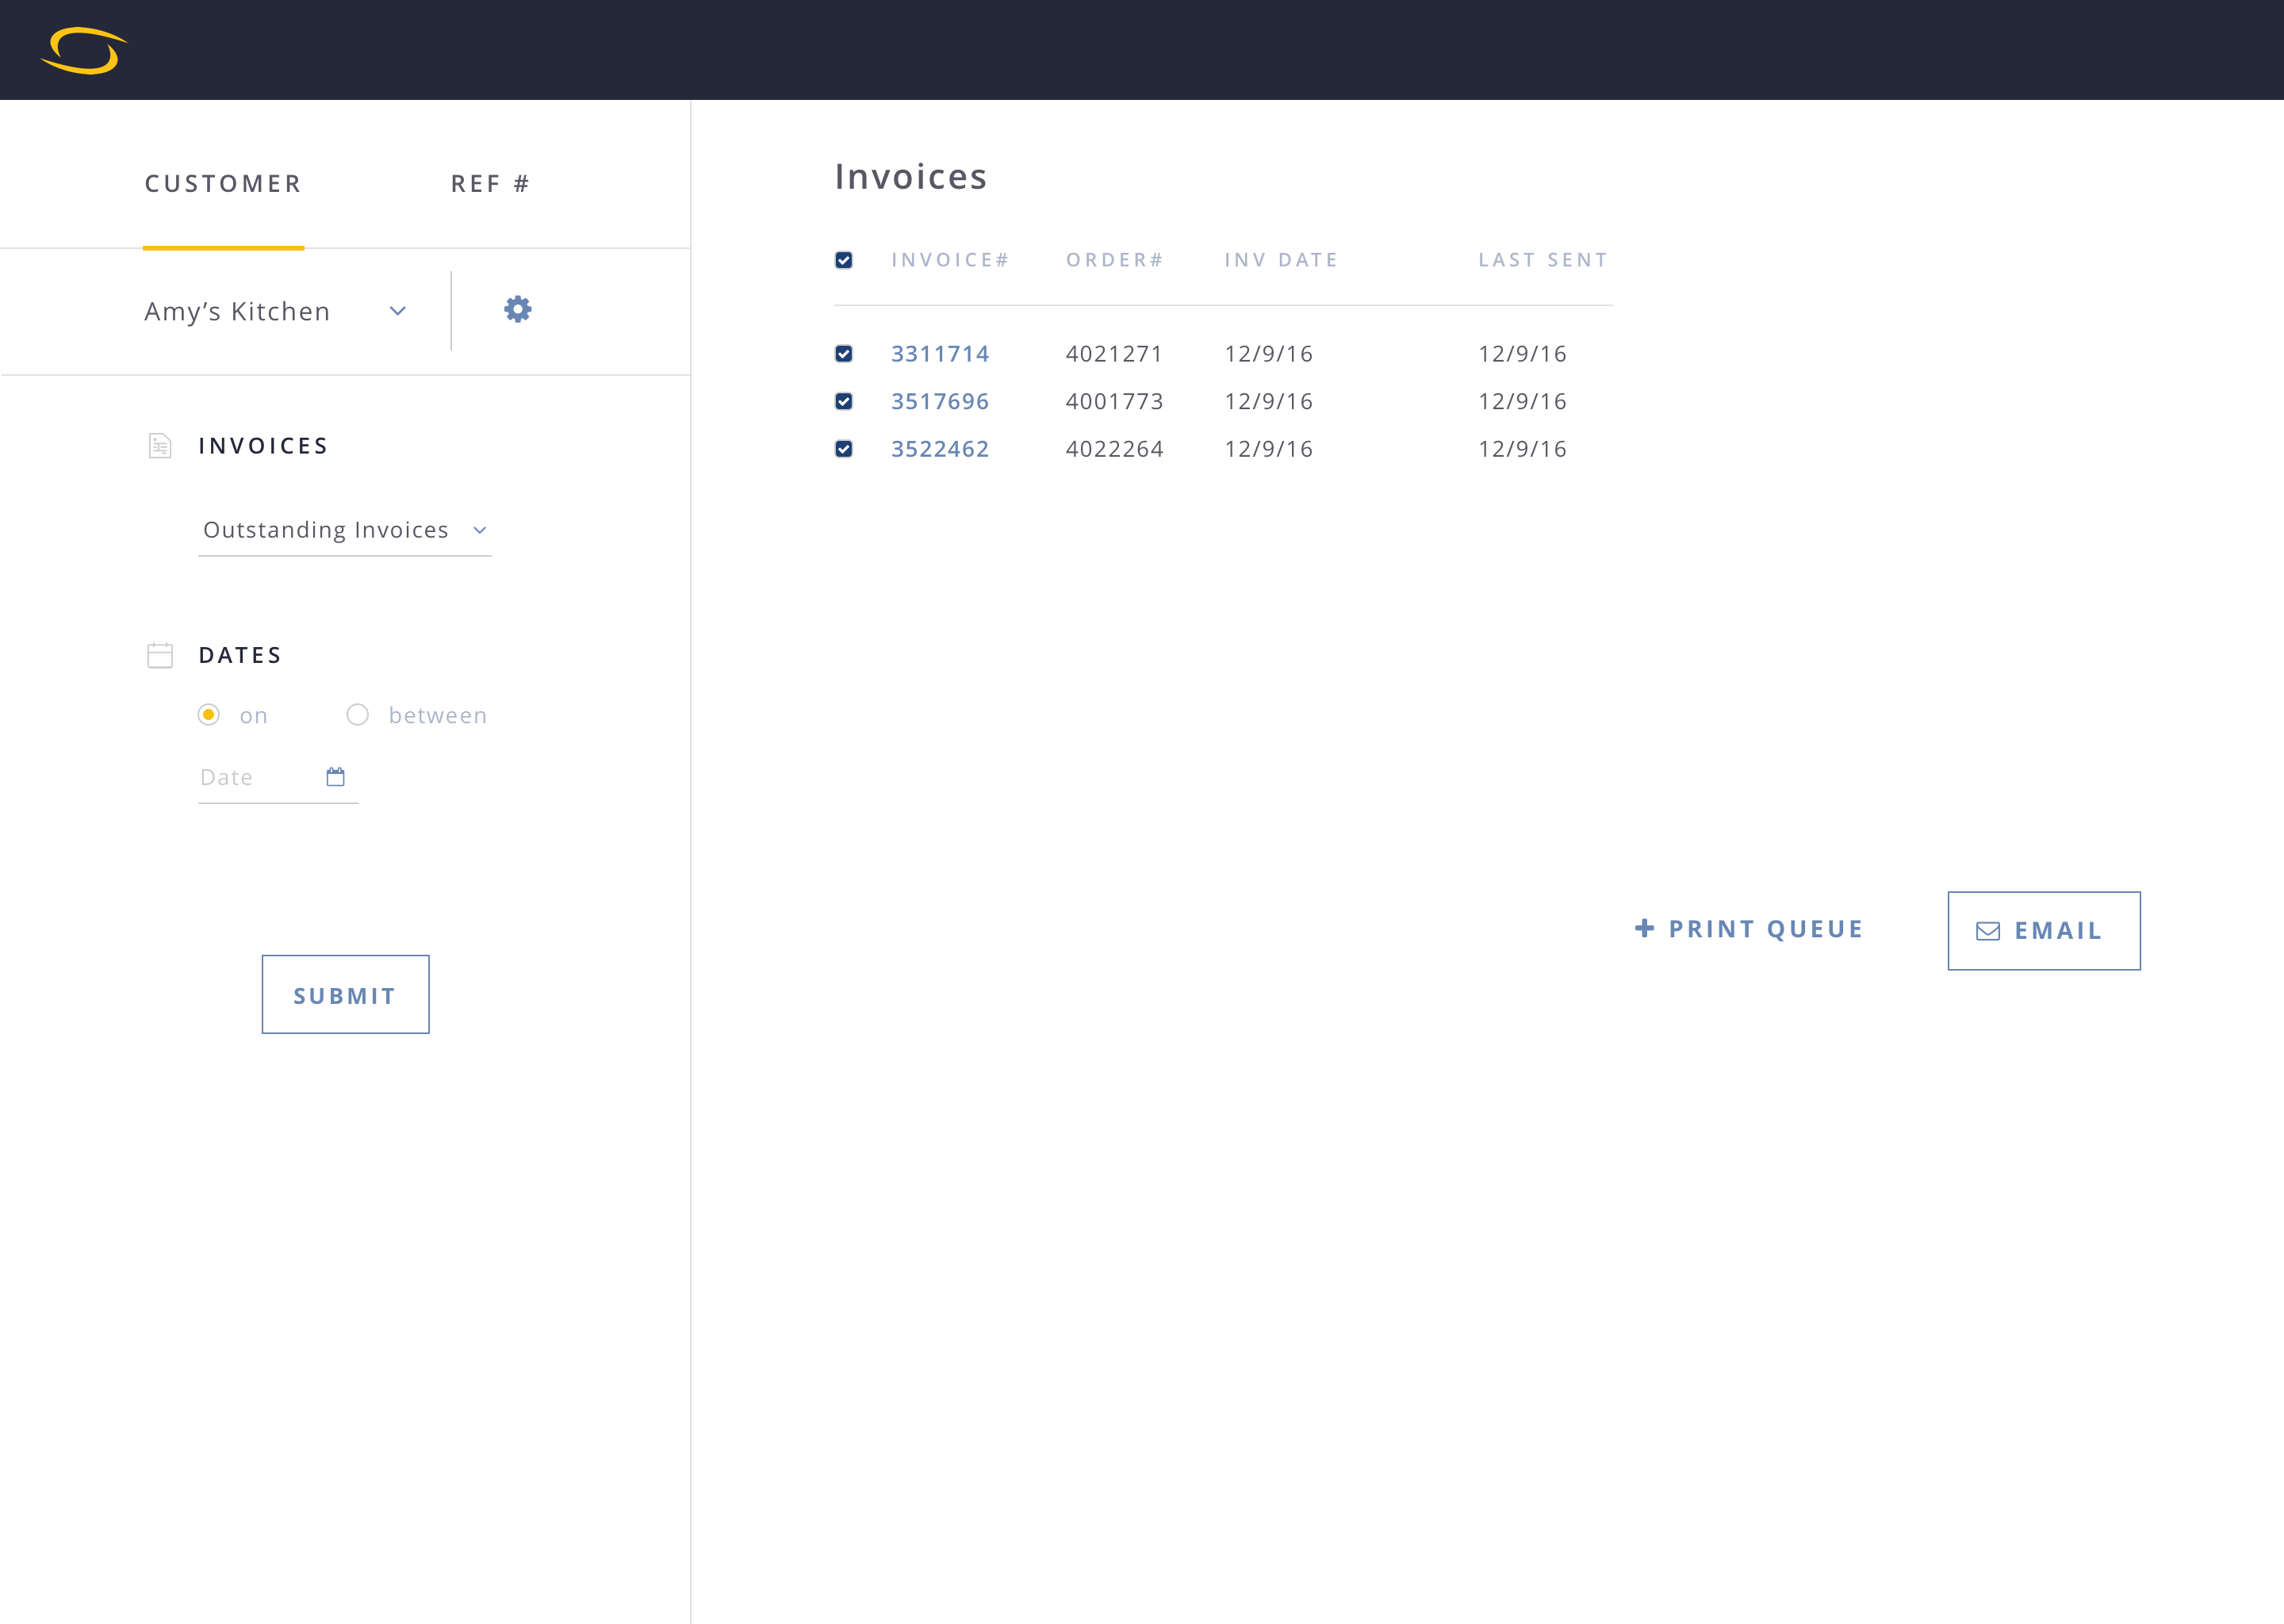 CUSTOMER REF #
Amy’s Kitchen
INVOICES
Outstanding Invoices
DATES
on between
Date
SUBMIT
Invoices
INVOICE# ORDER# INV DATE LAST SENT
3311714 4021271 12/9/16 12/9/16
3517696 4001773 12/9/16 12/9/16
3522462 4022264 12/9/16 12/9/16
PRINT QUEUE EMAIL